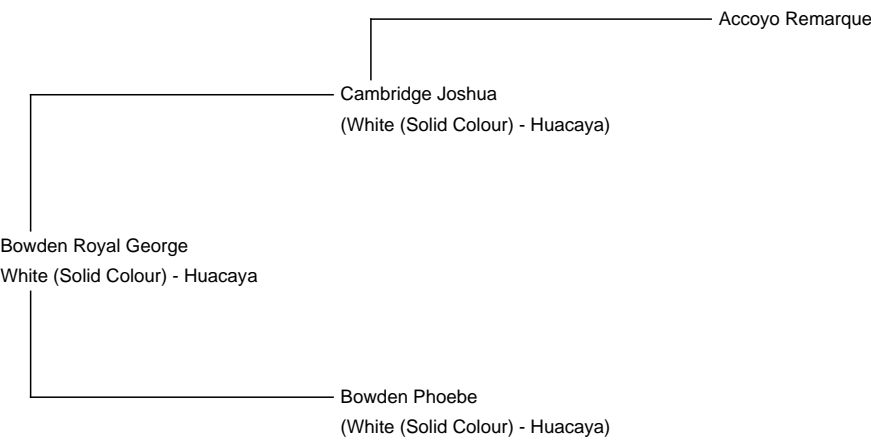 Accoyo Remarque
Cambridge Joshua
(White (Solid Colour) - Huacaya)
Bowden Royal George
White (Solid Colour) - Huacaya
Bowden Phoebe
(White (Solid Colour) - Huacaya)